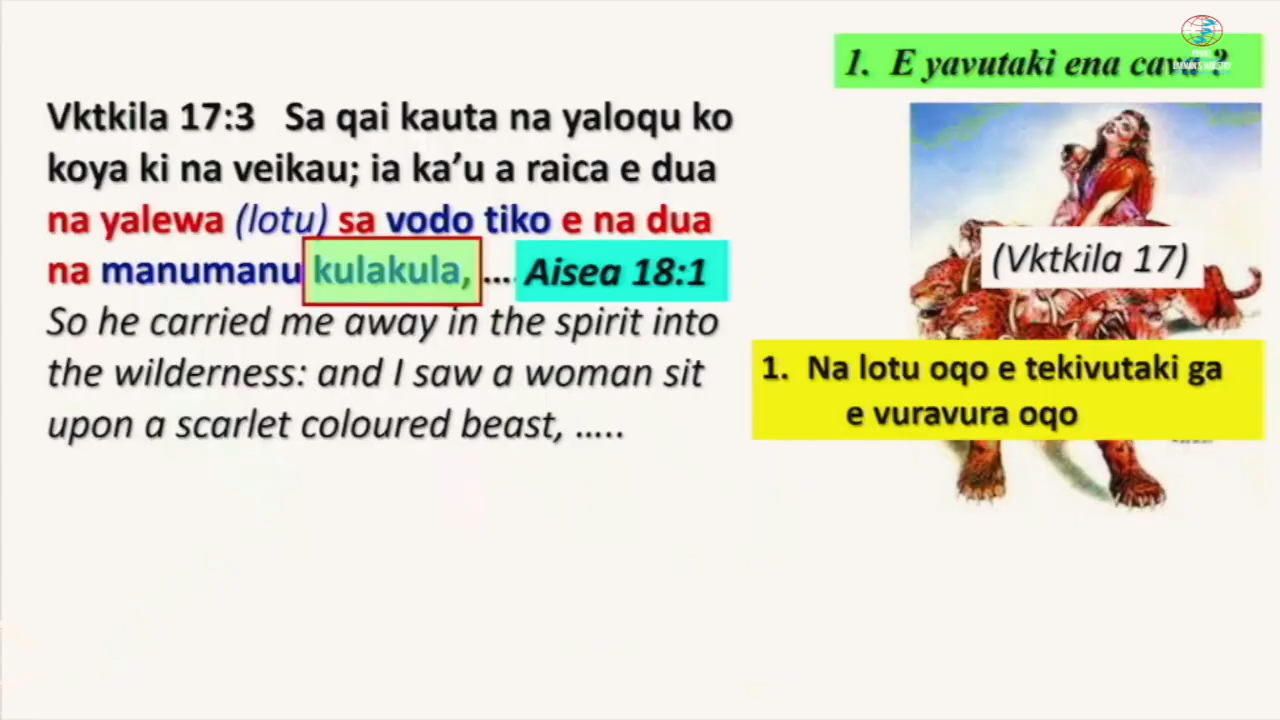 1. E yavutaki ena cava ?
Vktkila 17:3 Sa qai kauta na yaloqu ko
koya ki na veikau; ia ka’u a raica e dua
na yalewa (lotu) sa vodo tiko e na dua
na manumanu kulakula, .... Aisea 18:1
So he carried me away in the spirit into
the wilderness: and I saw a woman sit
upon a scarlet coloured beast, .....
(Vktkila 17)
1. Na lotu oqo e tekivutaki ga
e vuravura oqo